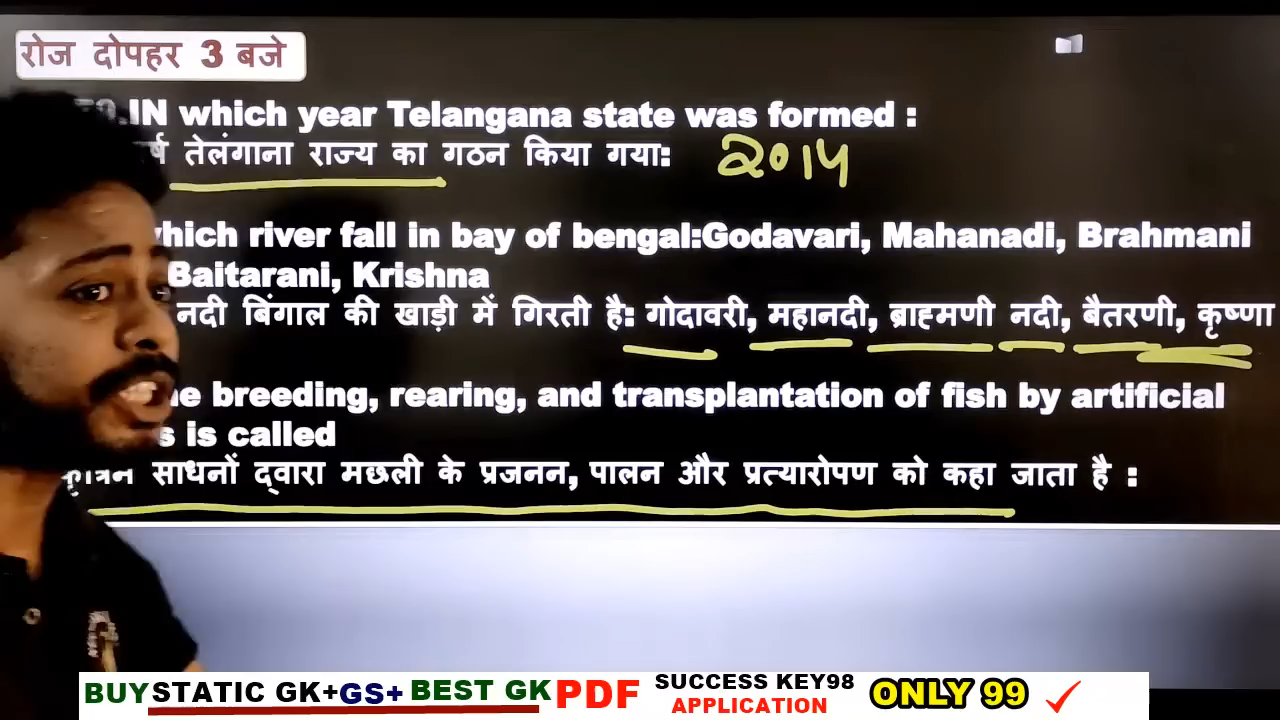 रोज दोपहर 3 बजे
.IN which year Telangana state was formed :
तेलंगाना राज्य का गठन किया गया: 2014
which river fall in bay of bengal:Godavari, Mahanadi, Brahmani
Baitarani, Krishna
नदी बिंगाल की खाड़ी में गिरती है: गोदावरी, महानदी, ब्राह्मणी नदी, बैतरणी, कृष्णा
breeding, rearing, and transplantation of fish by artificial
is called
साधनों द्वारा मछली के प्रजनन, पालन और प्रत्यारोपण को कहा जाता है :
BUY STATIC GK+GS+ BEST GK PDF SUCCESS KEY98 APPLICATION ONLY 99